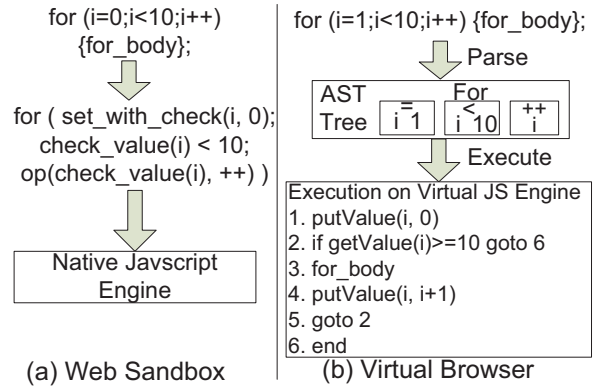 for (i=0;i<10;i++)
{for_body};
for ( set_with_check(i, 0);
check_value(i) < 10;
op(check_value(i), ++) )
Native Javscript
Engine
(a) Web Sandbox
for (i=1;i<10;i++) {for_body};
Parse
AST
Tree
For
=
i 1
<
i 10
++
i
Execute
Execution on Virtual JS Engine
1. putValue(i, 0)
2. if getValue(i)>=10 goto 6
3. for_body
4. putValue(i, i+1)
5. goto 2
6. end
(b) Virtual Browser